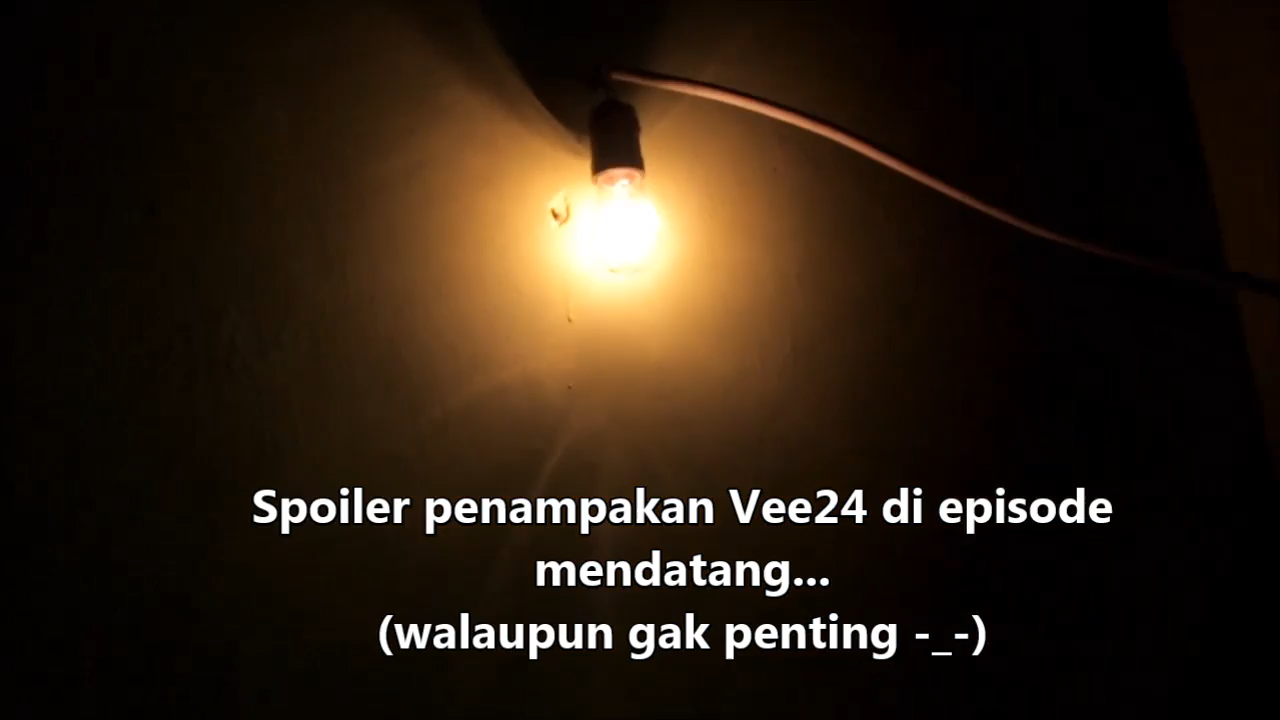 Spoiler penampakan Vee24 di episode
mendatang...
(walaupun gak penting -_-)